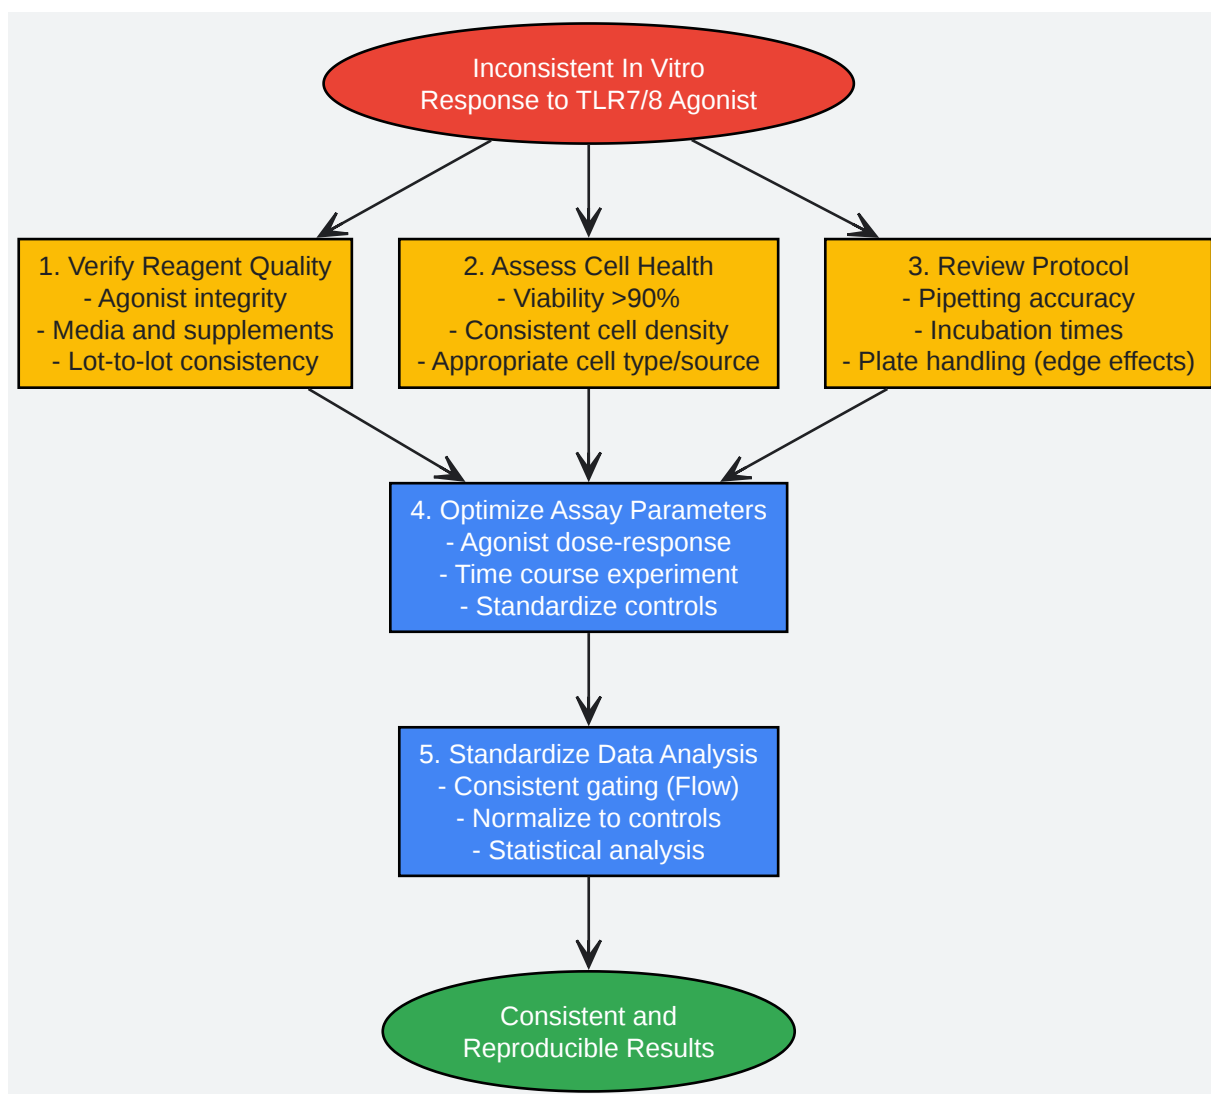 Inconsistent In Vitro
Response to TLR7/8 Agonist
1. Verify Reagent Quality
- Agonist integrity
- Media and supplements
- Lot-to-lot consistency
2. Assess Cell Health
- Viability >90%
- Consistent cell density
- Appropriate cell type/source
3. Review Protocol
- Pipetting accuracy
- Incubation times
- Plate handling (edge effects)
4. Optimize Assay Parameters
- Agonist dose-response
- Time course experiment
- Standardize controls
5. Standardize Data Analysis
- Consistent gating (Flow)
- Normalize to controls
- Statistical analysis
Consistent and
Reproducible Results